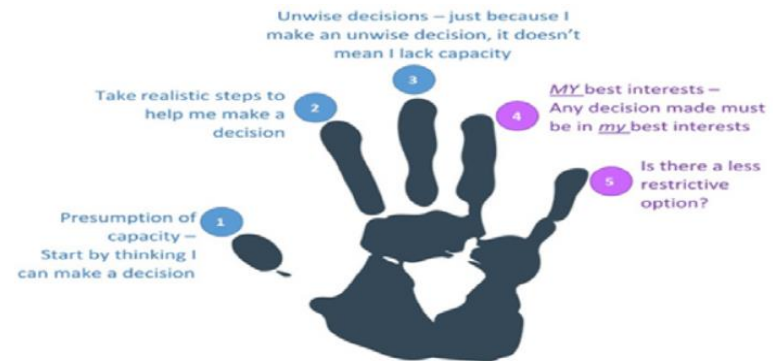 1
Presumption of
capacity –
Start by thinking I
can make a decision
2
Take realistic steps to
help me make a
decision
3
Unwise decisions – just because I
make an unwise decision, it doesn't
mean I lack capacity
4
MY best interests –
Any decision made must
be in my best interests
5
Is there a less
restrictive
option?